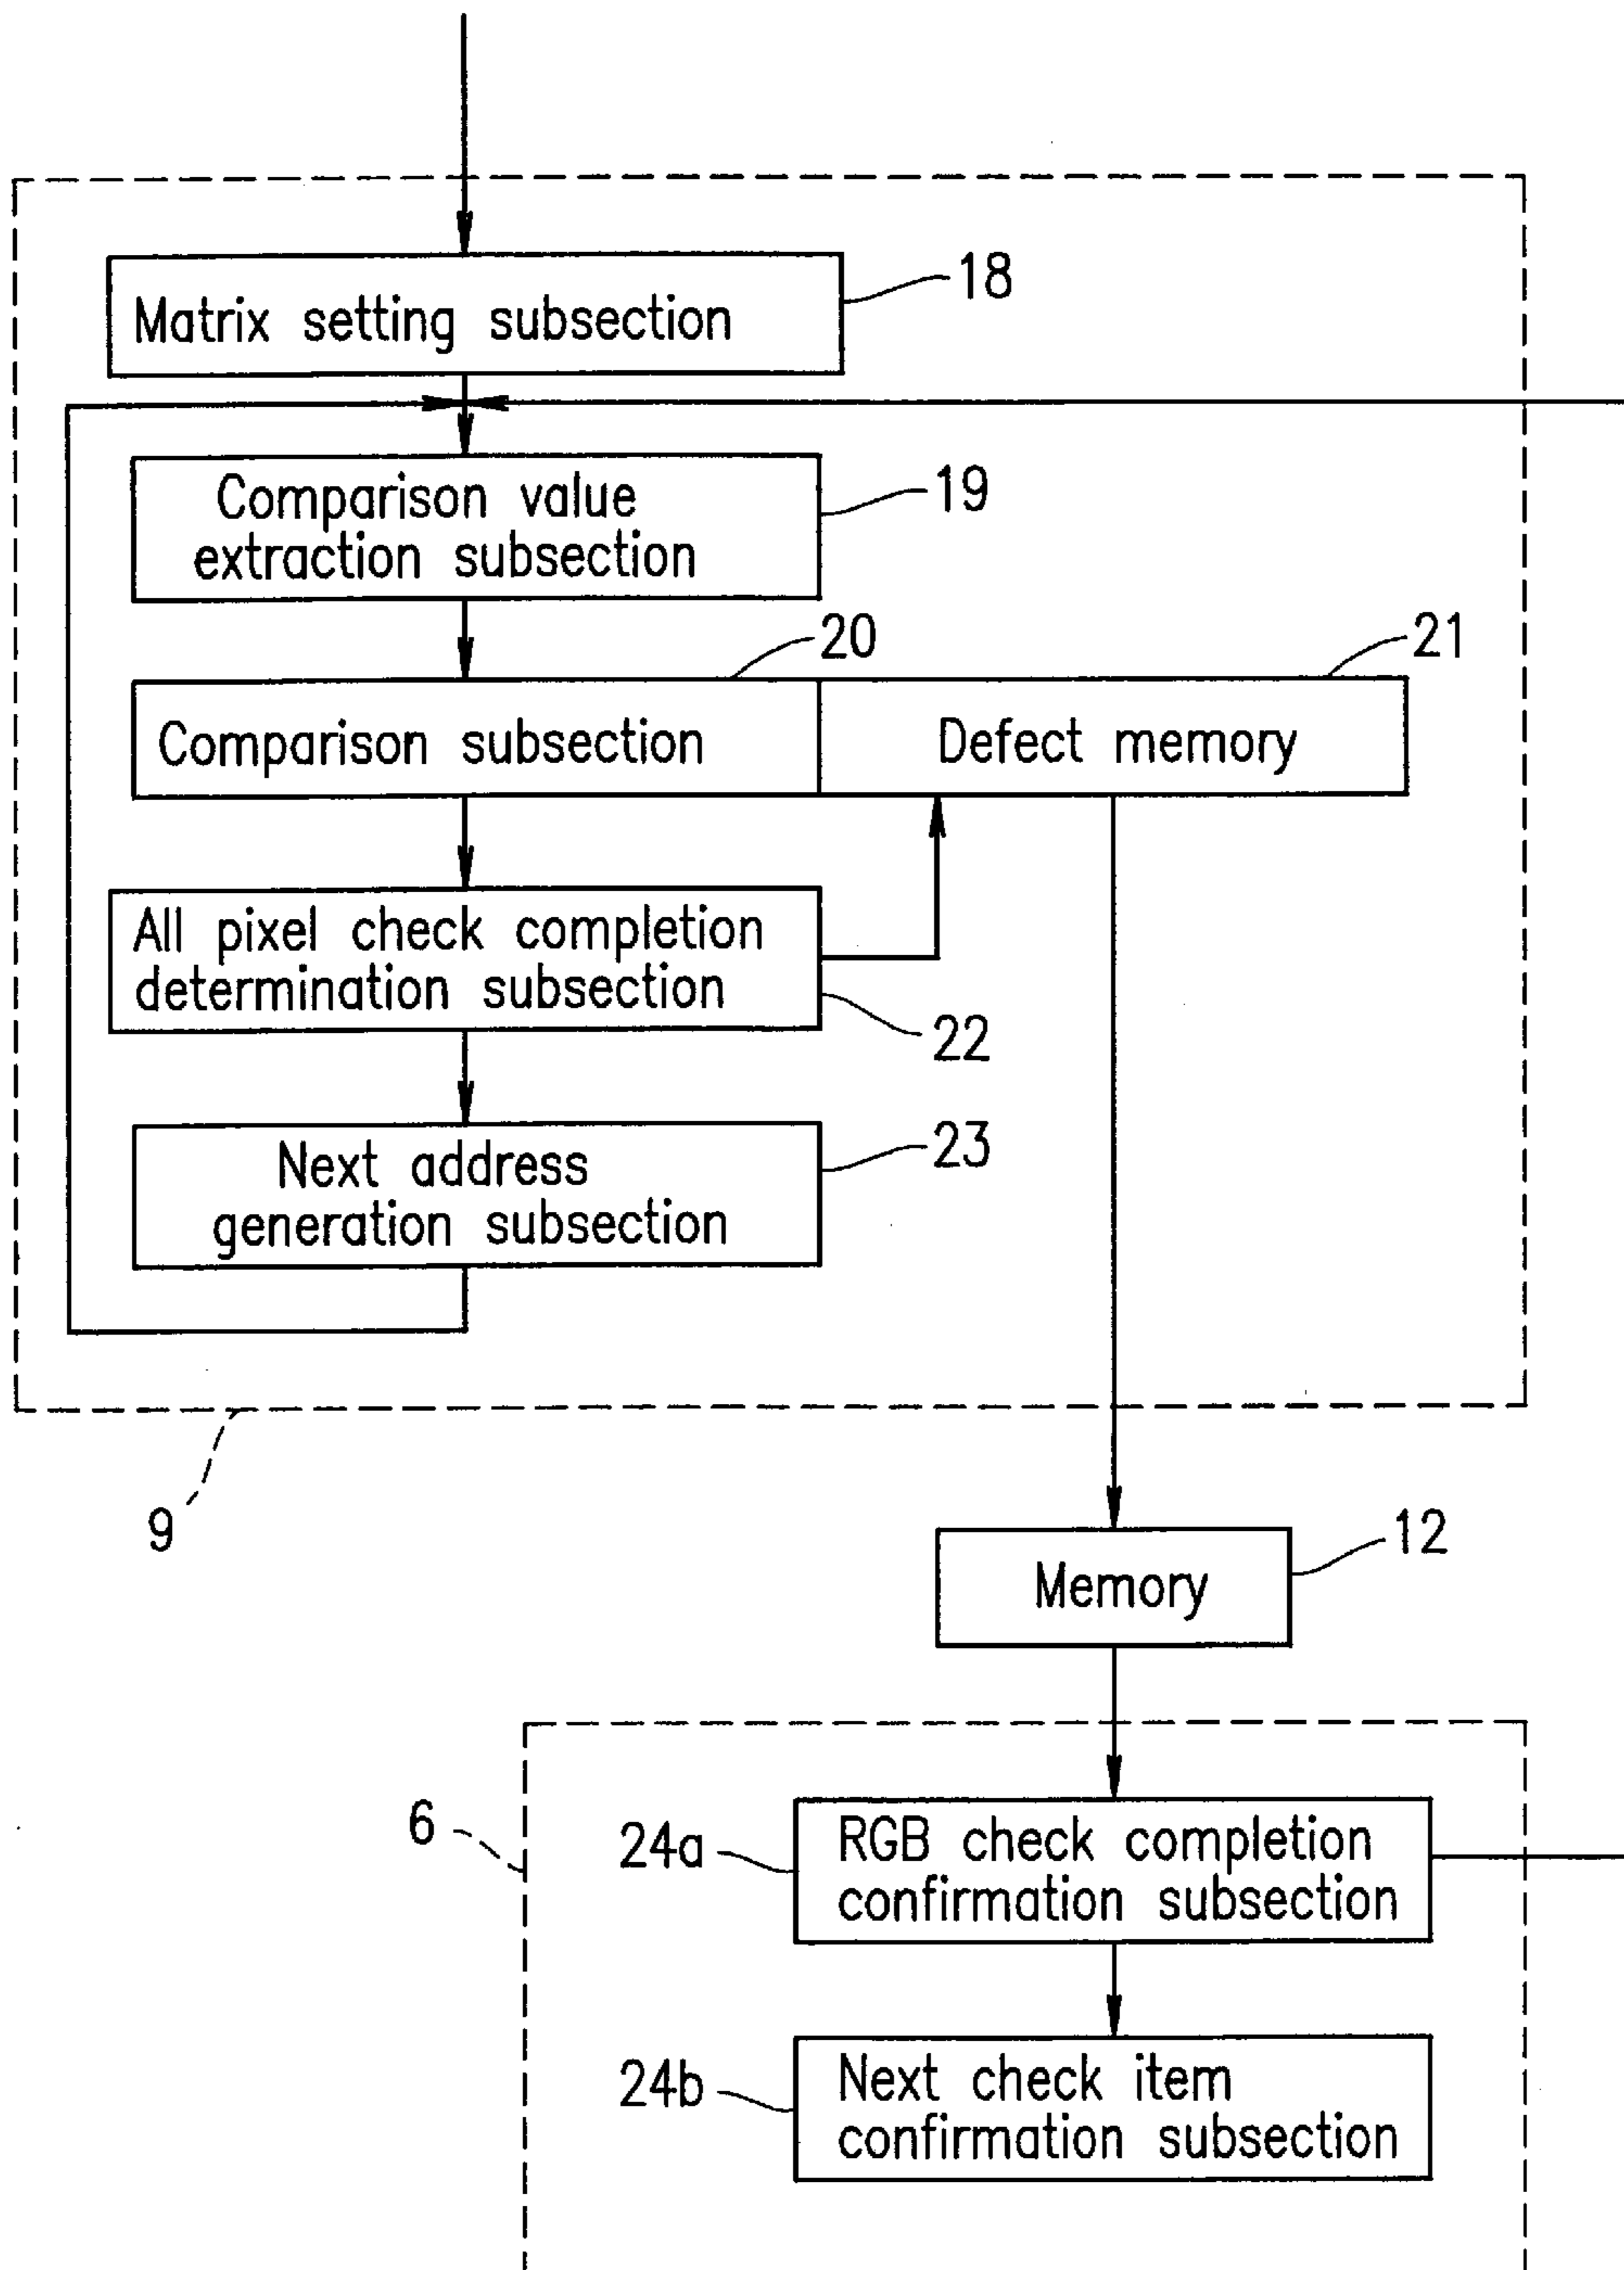 18
Matrix setting subsection
Comparison value
extraction subsection
19
20
21
Comparison subsection
Defect memory
All pixel check completion
determination subsection
22
Next address
generation subsection
23
9
12
Memory
6
24a
RGB check completion
confirmation subsection
24b
Next check item
confirmation subsection